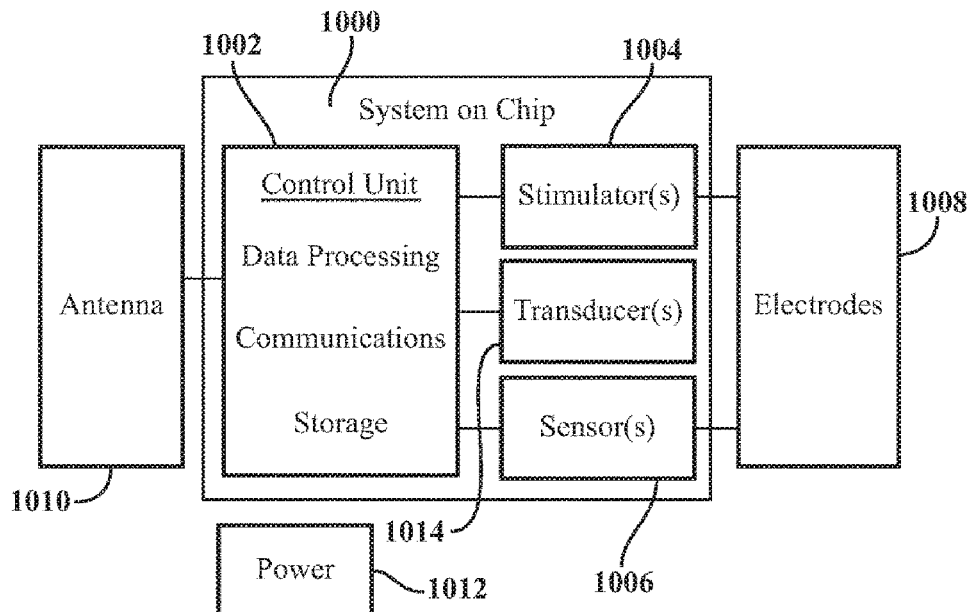 1000
1002
1004
System on Chip
Control Unit
Stimulator(s)
1008
Data Processing
Antenna
Transducer(s)
Electrodes
Communications
Storage
Sensor(s)
1010
1014
1006
Power
1012